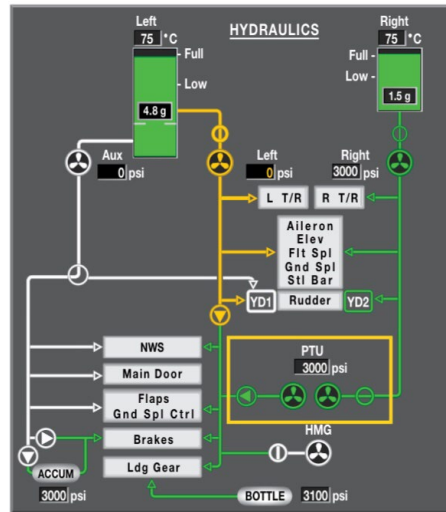 Left
HYDRAULICS
Right
75 °C
75 °C
Full
Full
Low
Low
4.8 g
1.5 g
Aux
0 psi
Left
0 psi
Right
3000 psi
L T/R
R T/R
Aileron
Elev
Flt Spl
Gnd Spl
Stl Bar
YD1
Rudder
YD2
NWS
PTU
3000 psi
Main Door
Flaps
Gnd Spl Ctrl
HMG
Brakes
Ldg Gear
ACCUM
3000 psi
BOTTLE
3100 psi